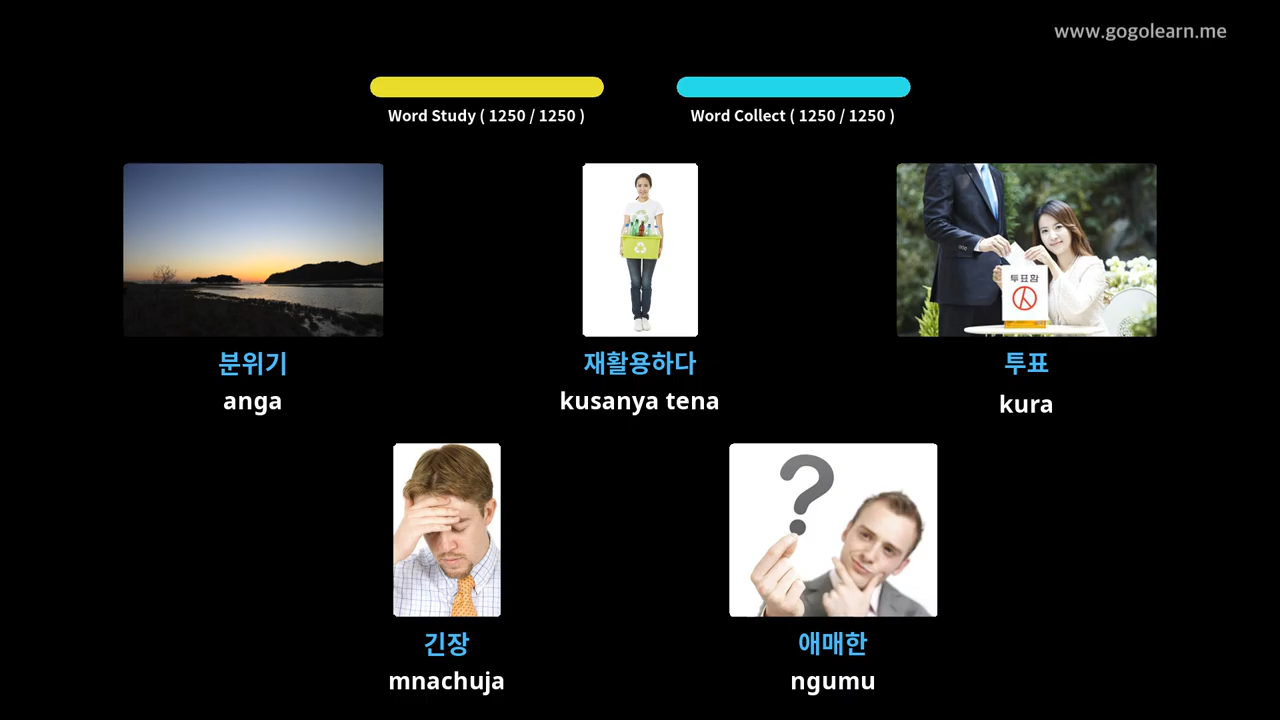 www.gogolearn.me
Word Study ( 1250 / 1250 )
Word Collect ( 1250 / 1250 )
투표함
분위기
재활용하다
투표
anga
kusanya tena
kura
긴장
애매한
mnachuja
ngumu